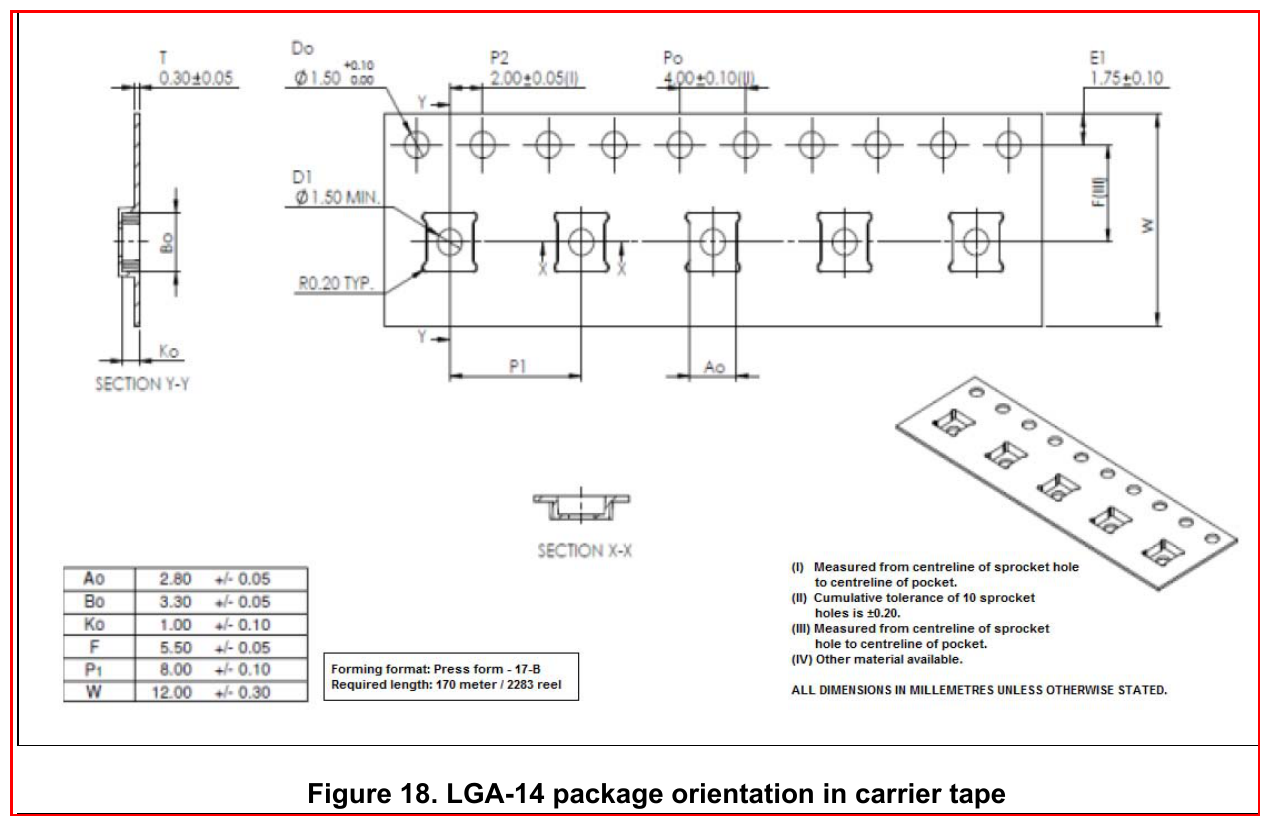 T
0.30±0.05
Do
Ø1.50 +0.10 0.00
P2
2.00±0.05(I)
Po
4.00±0.10(II)
E1
1.75±0.10
Y
D1
Ø1.50 MIN.
F(III)
W
Bo
X X
R0.20 TYP.
Y
Ko
P1
Ao
SECTION Y-Y
SECTION X-X
Ao 2.80 +/- 0.05
Bo 3.30 +/- 0.05
Ko 1.00 +/- 0.10
F 5.50 +/- 0.05
P1 8.00 +/- 0.10
W 12.00 +/- 0.30
Forming format: Press form - 17-B
Required length: 170 meter / 2283 reel
(I) Measured from centreline of sprocket hole
to centreline of pocket.
(II) Cumulative tolerance of 10 sprocket
holes is ±0.20.
(III) Measured from centreline of sprocket
hole to centreline of pocket.
(IV) Other material available.
ALL DIMENSIONS IN MILLEMETRES UNLESS OTHERWISE STATED.
Figure 18. LGA-14 package orientation in carrier tape